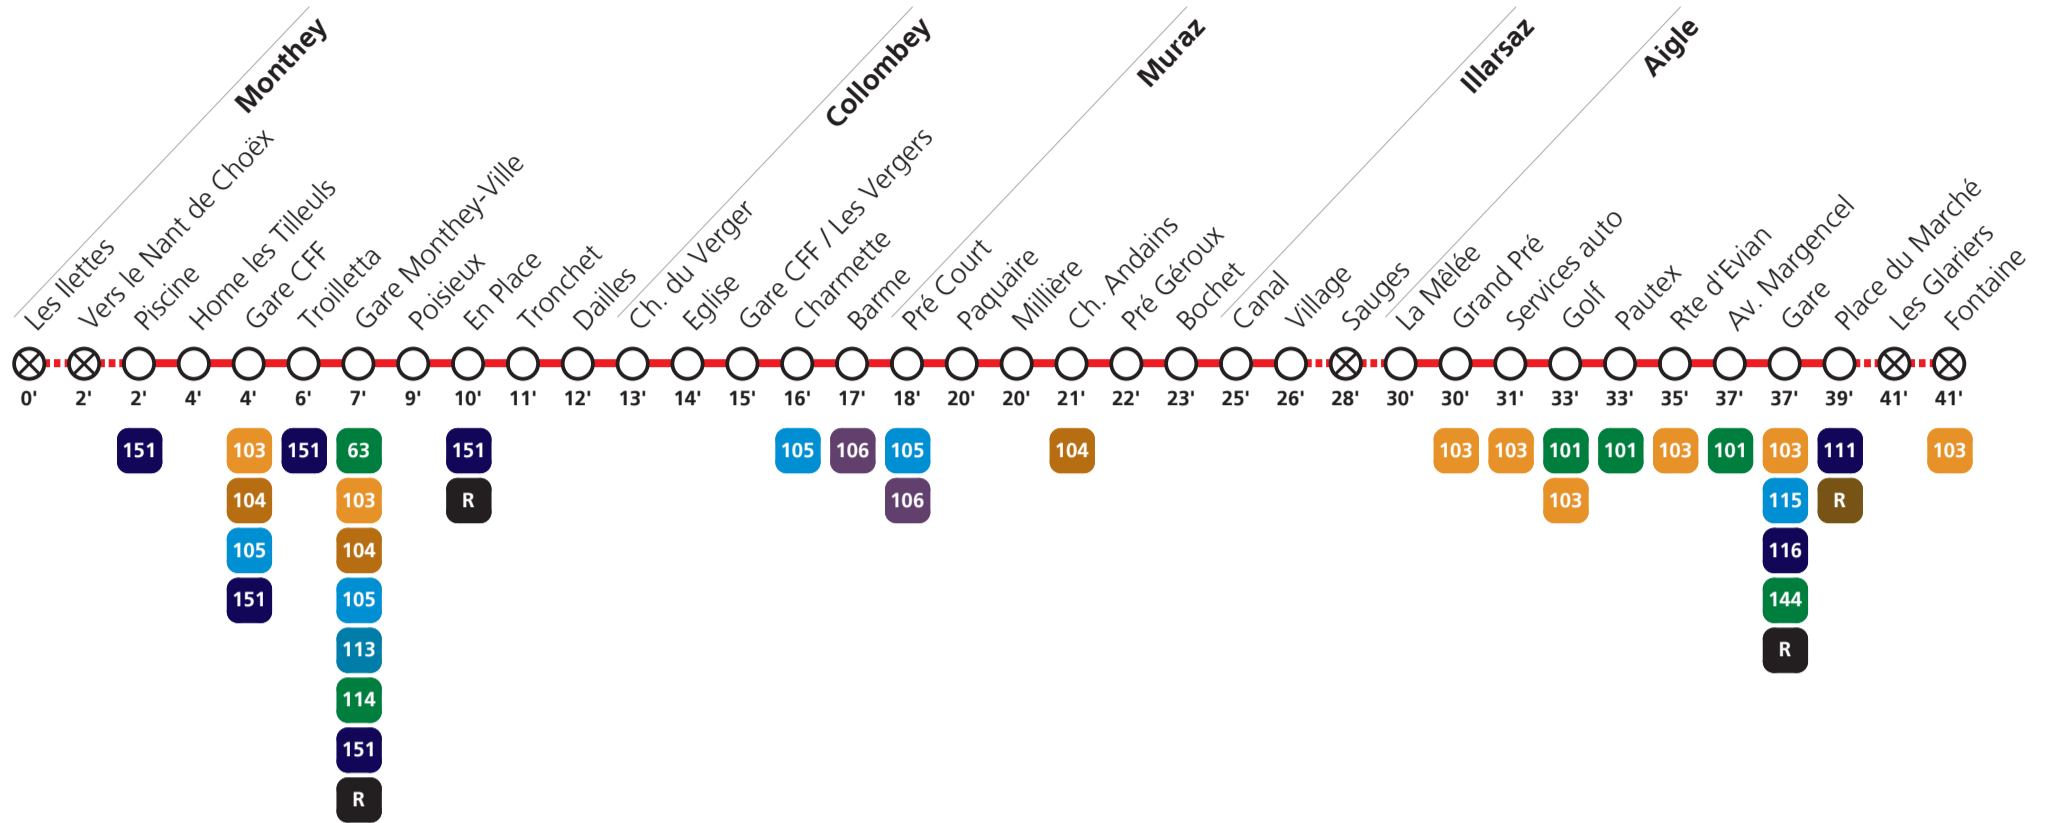 Monthey
Collombey
Muraz
Illarsaz
Aigle
Les Ilettes
Vers le Nant de Choëx
Piscine
Home les Tilleuls
Gare CFF
Troilletta
Gare Monthey-Ville
Poisieux
En Place
Tronchet
Dailles
Ch. du Verger
Eglise
Gare CFF / Les Vergers
Charmette
Barme
Pré Court
Paquaire
Millière
Ch. Andains
Pré Géroux
Bochet
Canal
Village
Sauges
La Mêlée
Grand Pré
Services auto
Golf
Pautex
Rte d'Evian
Av. Margencel
Gare
Place du Marché
Les Glariers
Fontaine
0' 2' 2' 4' 4' 6' 7' 9' 10' 11' 12' 13' 14' 15' 16' 17' 18' 20' 20' 21' 22' 23' 25' 26' 28' 30' 30' 31' 33' 33' 35' 37' 37' 39' 41' 41'
151 103 151 63 151 105 106 105 104 103 103 101 101 103 101 103 111 103
104 103 R 106 103 115 R
105 104 116
151 105 144
113 R
114
151
R